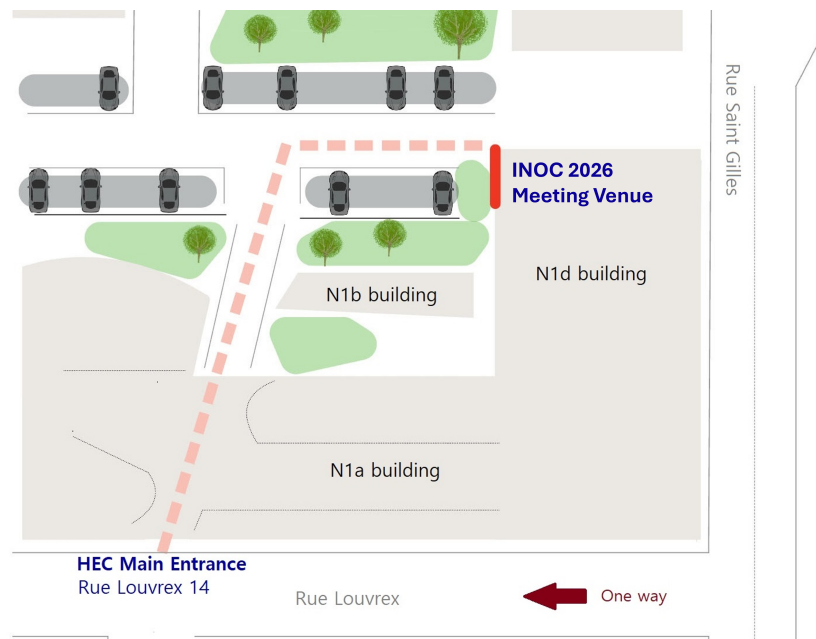 Rue Saint Gilles
INOC 2026
Meeting Venue
N1d building
N1b building
N1a building
HEC Main Entrance
Rue Louvrex 14
Rue Louvrex
One way